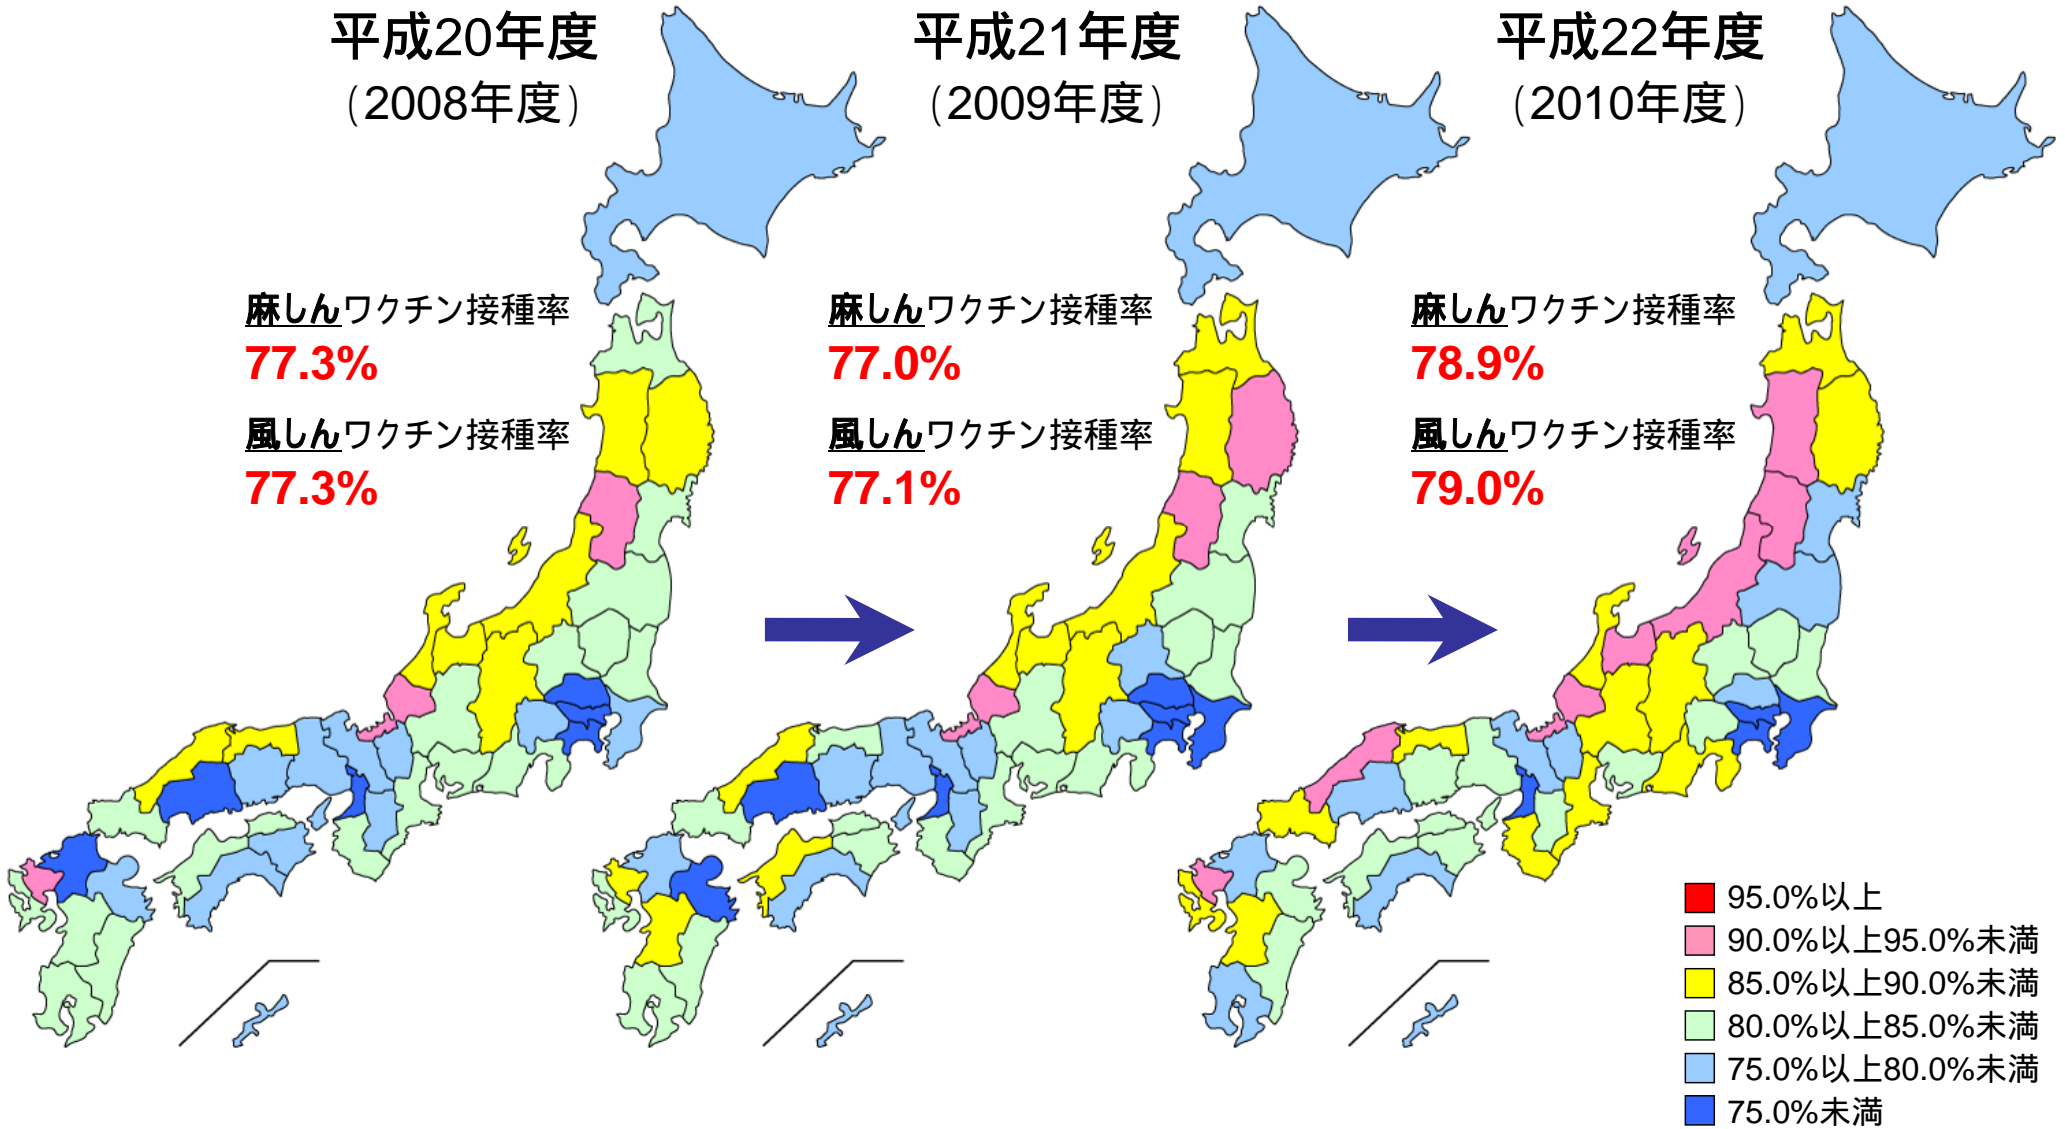 平成20年度
（2008年度）
麻しんワクチン接種率
77.3%
風しんワクチン接種率
77.3%
平成21年度
（2009年度）
麻しんワクチン接種率
77.0%
風しんワクチン接種率
77.1%
平成22年度
（2010年度）
麻しんワクチン接種率
78.9%
風しんワクチン接種率
79.0%
95.0%以上
90.0%以上95.0%未満
85.0%以上90.0%未満
80.0%以上85.0%未満
75.0%以上80.0%未満
75.0%未満